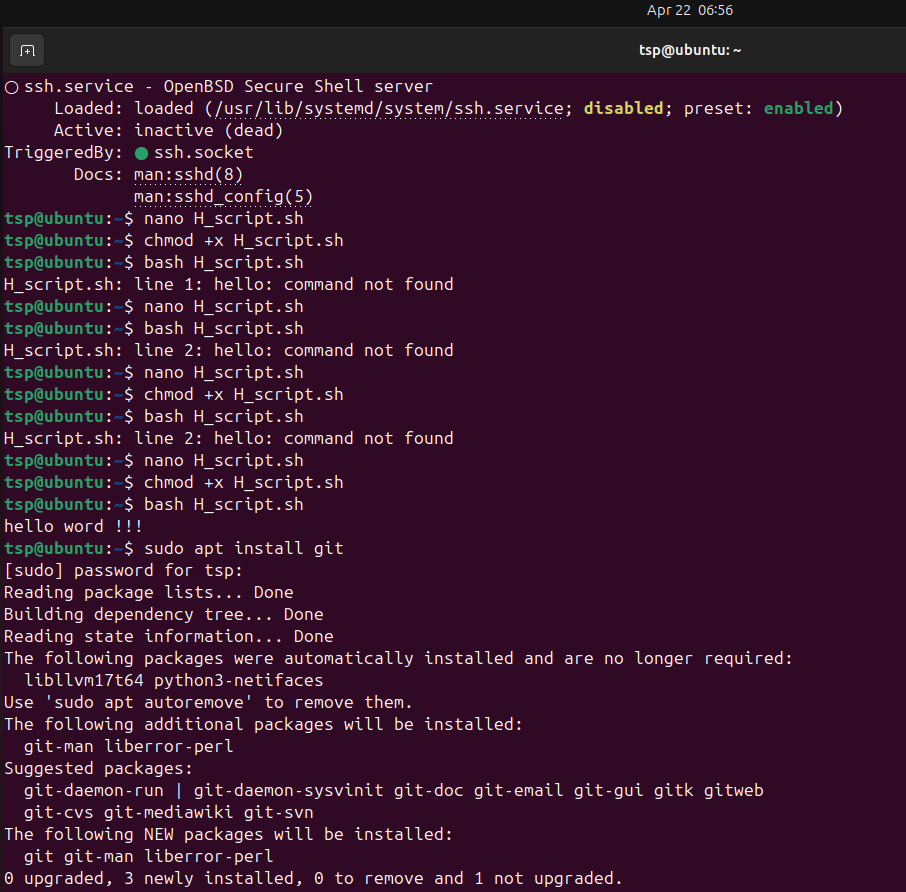 Apr 22 06:56
tsp@ubuntu: ~
ssh.service - OpenBSD Secure Shell server
Loaded: loaded (/usr/lib/systemd/system/ssh.service; disabled; preset: enabled)
Active: inactive (dead)
TriggeredBy: ● ssh.socket
Docs: man:sshd(8)
man:sshd_config(5)
tsp@ubuntu:~$ nano H_script.sh
tsp@ubuntu:~$ chmod +x H_script.sh
tsp@ubuntu:~$ bash H_script.sh
H_script.sh: line 1: hello: command not found
tsp@ubuntu:~$ nano H_script.sh
tsp@ubuntu:~$ bash H_script.sh
H_script.sh: line 2: hello: command not found
tsp@ubuntu:~$ nano H_script.sh
tsp@ubuntu:~$ chmod +x H_script.sh
tsp@ubuntu:~$ bash H_script.sh
H_script.sh: line 2: hello: command not found
tsp@ubuntu:~$ nano H_script.sh
tsp@ubuntu:~$ chmod +x H_script.sh
tsp@ubuntu:~$ bash H_script.sh
hello word !!!
tsp@ubuntu:~$ sudo apt install git
[sudo] password for tsp:
Reading package lists... Done
Building dependency tree... Done
Reading state information... Done
The following packages were automatically installed and are no longer required:
libllvm17t64 python3-netifaces
Use 'sudo apt autoremove' to remove them.
The following additional packages will be installed:
git-man liberror-perl
Suggested packages:
git-daemon-run | git-daemon-sysvinit git-doc git-email git-gui gitk gitweb
git-cvs git-mediawiki git-svn
The following NEW packages will be installed:
git git-man liberror-perl
0 upgraded, 3 newly installed, 0 to remove and 1 not upgraded.